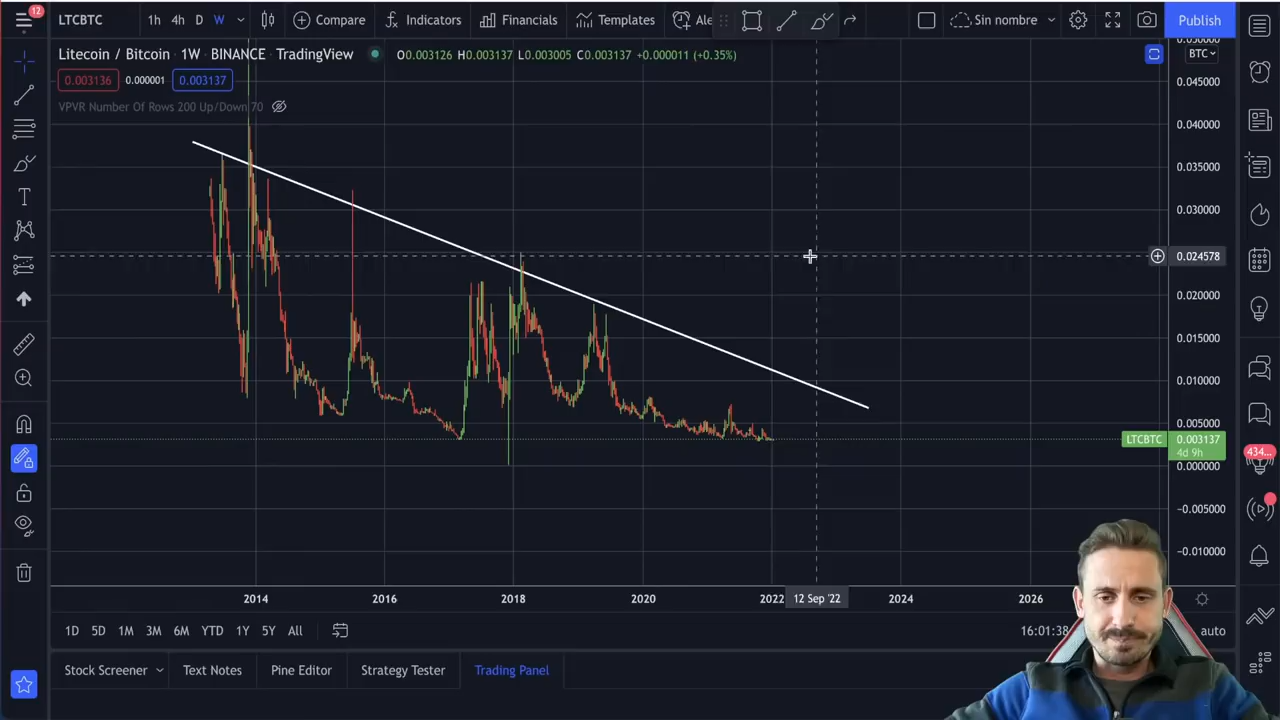 12
LTCBTC
1h 4h D W
Compare
Indicators
Financials
Templates
Ale
Sin nombre
Publish
Litecoin / Bitcoin · 1W · BINANCE · TradingView
O0.003126 H0.003137 L0.003005 C0.003137 +0.000011 (+0.35%)
BTC
0.003136 0.000001 0.003137
VPVR Number Of Rows 200 Up/Down 70
0.045000
0.040000
0.035000
0.030000
0.024578
0.020000
0.015000
0.010000
0.005000
LTCBTC
0.003137
4d 9h
0.000000
−0.005000
−0.010000
434...
2014 2016 2018 2020 2022 12 Sep '22 2024 2026
1D 5D 1M 3M 6M YTD 1Y 5Y All
16:01:38
auto
Stock Screener
Text Notes
Pine Editor
Strategy Tester
Trading Panel